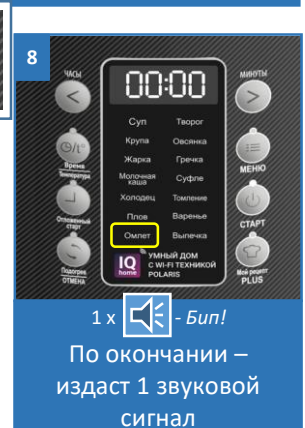 8
ЧАСЫ
00:00
МИНУТЫ
<
>
Суп Творог
Крупа Овсянка
Жарка Гречка
Молочная каша Суфле
Холодец Томление
Плов Варенье
Омлет Выпечка
Время
Температура
МЕНЮ
Отложенный
старт
СТАРТ
Подогрев
ОТМЕНА
Мой рецепт
PLUS
IQ
home
УМНЫЙ ДОМ
С WI-FI ТЕХНИКОЙ
POLARIS
1 x - Бип!
По окончании –
издаст 1 звуковой
сигнал